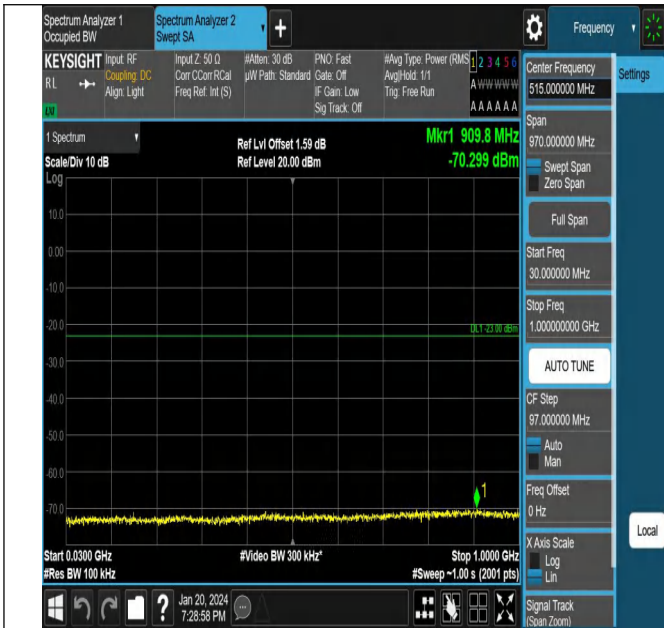 Spectrum Analyzer 1
Occupied BW
Spectrum Analyzer 2
Swept SA
Frequency
KEYSIGHT
RL
LXI
Input: RF
Coupling: DC
Align: Light
Input Z: 50 Ω
Corr CCorr RCal
Freq Ref: Int (S)
#Atten: 30 dB
µW Path: Standard
PNO: Fast
Gate: Off
IF Gain: Low
Sig Track: Off
#Avg Type: Power (RMS
Avg|Hold: 1/1
Trig: Free Run
1 2 3 4 5 6
A W W W W W
A A A A A A
1 Spectrum
Scale/Div 10 dB
Ref Lvl Offset 1.59 dB
Ref Level 20.00 dBm
Mkr1 909.8 MHz
-70.299 dBm
Log
10.0
0.00
-10.0
-20.0
DL1 -23.00 dBm
-30.0
-40.0
-50.0
-60.0
1
-70.0
Start 0.0300 GHz
#Res BW 100 kHz
#Video BW 300 kHz*
Stop 1.0000 GHz
#Sweep ~1.00 s (2001 pts)
Jan 20, 2024
7:28:58 PM
Center Frequency
515.000000 MHz
Settings
Span
970.000000 MHz
Swept Span
Zero Span
Full Span
Start Freq
30.000000 MHz
Stop Freq
1.000000000 GHz
AUTO TUNE
CF Step
97.000000 MHz
Auto
Man
Freq Offset
0 Hz
Local
X Axis Scale
Log
Lin
Signal Track
(Span Zoom)